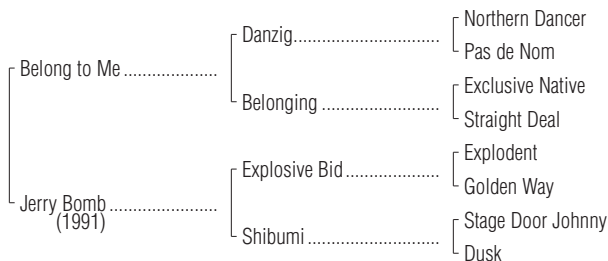 Northern Dancer
Danzig
Pas de Nom
Belong to Me
Exclusive Native
Belonging
Straight Deal
Explodent
Explosive Bid
Golden Way
Jerry Bomb
(1991)
Stage Door Johnny
Shibumi
Dusk